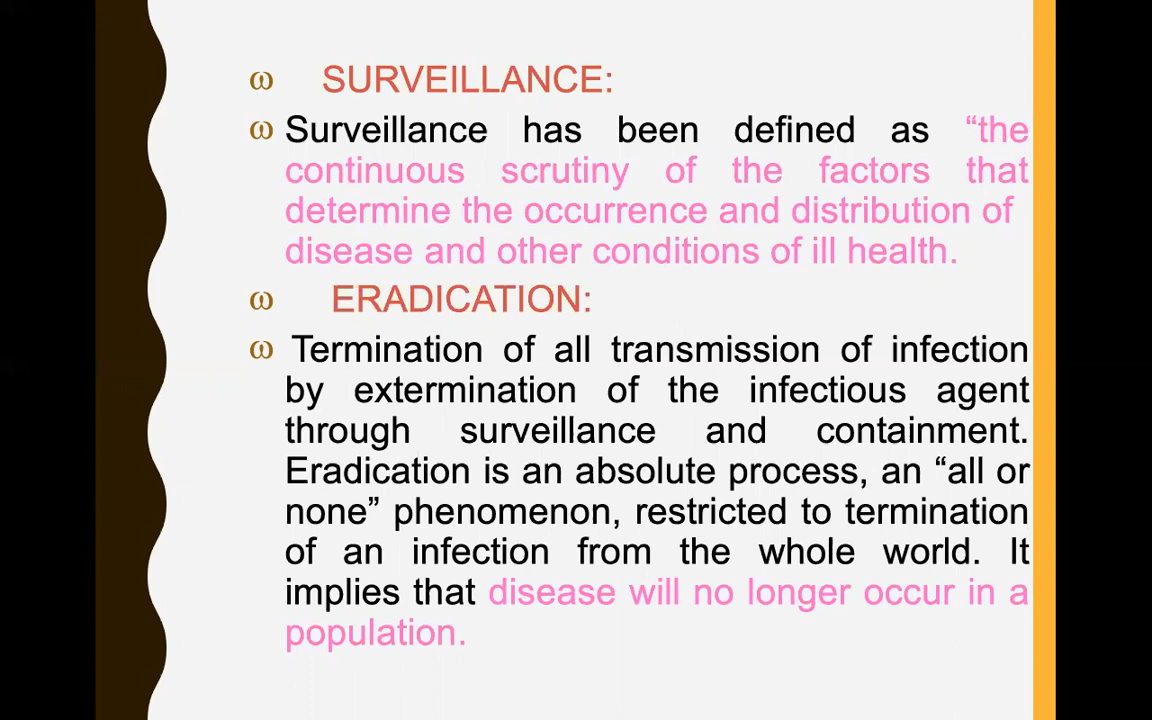 ω SURVEILLANCE:
ω Surveillance has been defined as “the
continuous scrutiny of the factors that
determine the occurrence and distribution of
disease and other conditions of ill health.
ω ERADICATION:
ω Termination of all transmission of infection
by extermination of the infectious agent
through surveillance and containment.
Eradication is an absolute process, an “all or
none” phenomenon, restricted to termination
of an infection from the whole world. It
implies that disease will no longer occur in a
population.